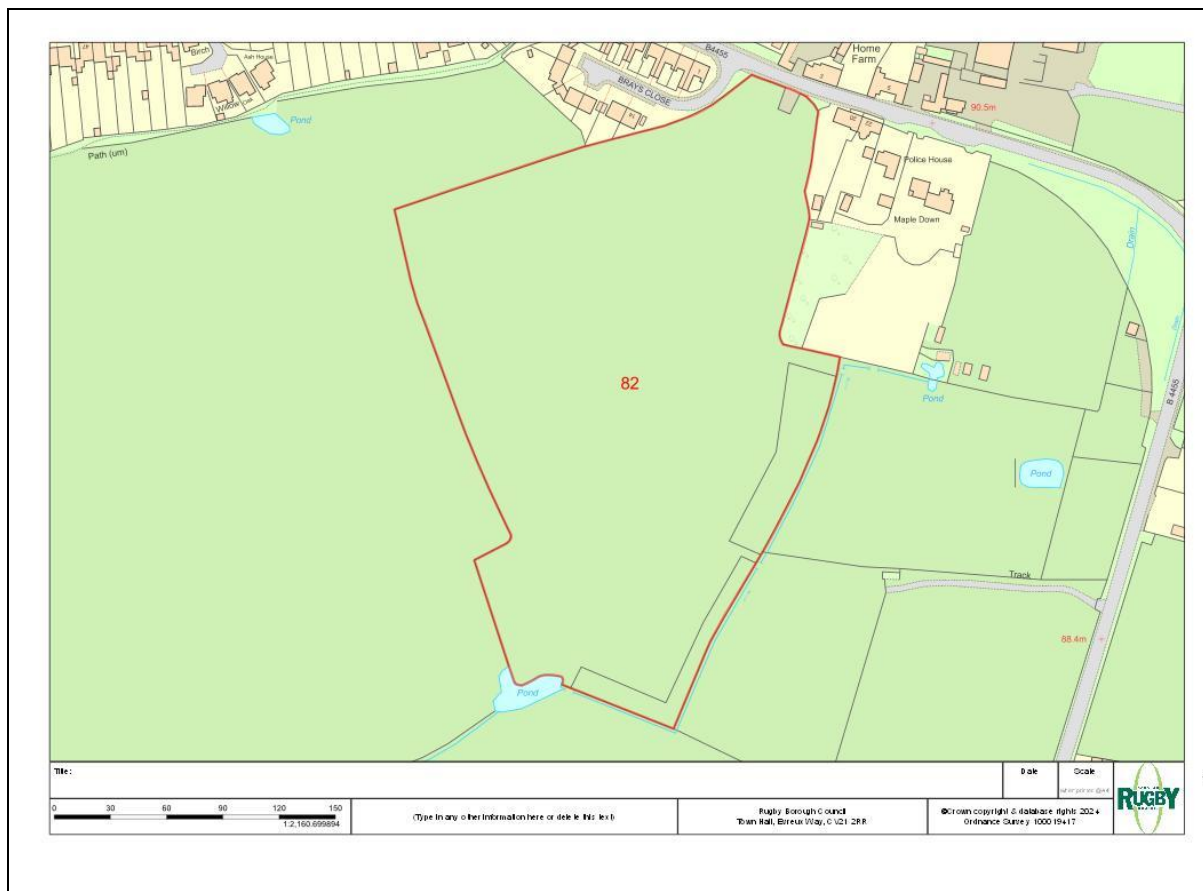 Birch
Ash House
Willow
Pond
Path (um)
BRAYS CLOSE
B4455
Home
Farm
90.5m
Police House
Maple Down
Drain
Drain
B 4455
82
Pond
Pond
Track
88.4m
Pond
Title:
Date
Scale
0 30 60 90 120 150
1:2,160.699894
(Type in any other information here or delete this text)
Rugby Borough Council
Town Hall, Evreux Way, CV21 2RR
©Crown copyright & database rights 2024
Ordnance Survey 100019417
RUGBY